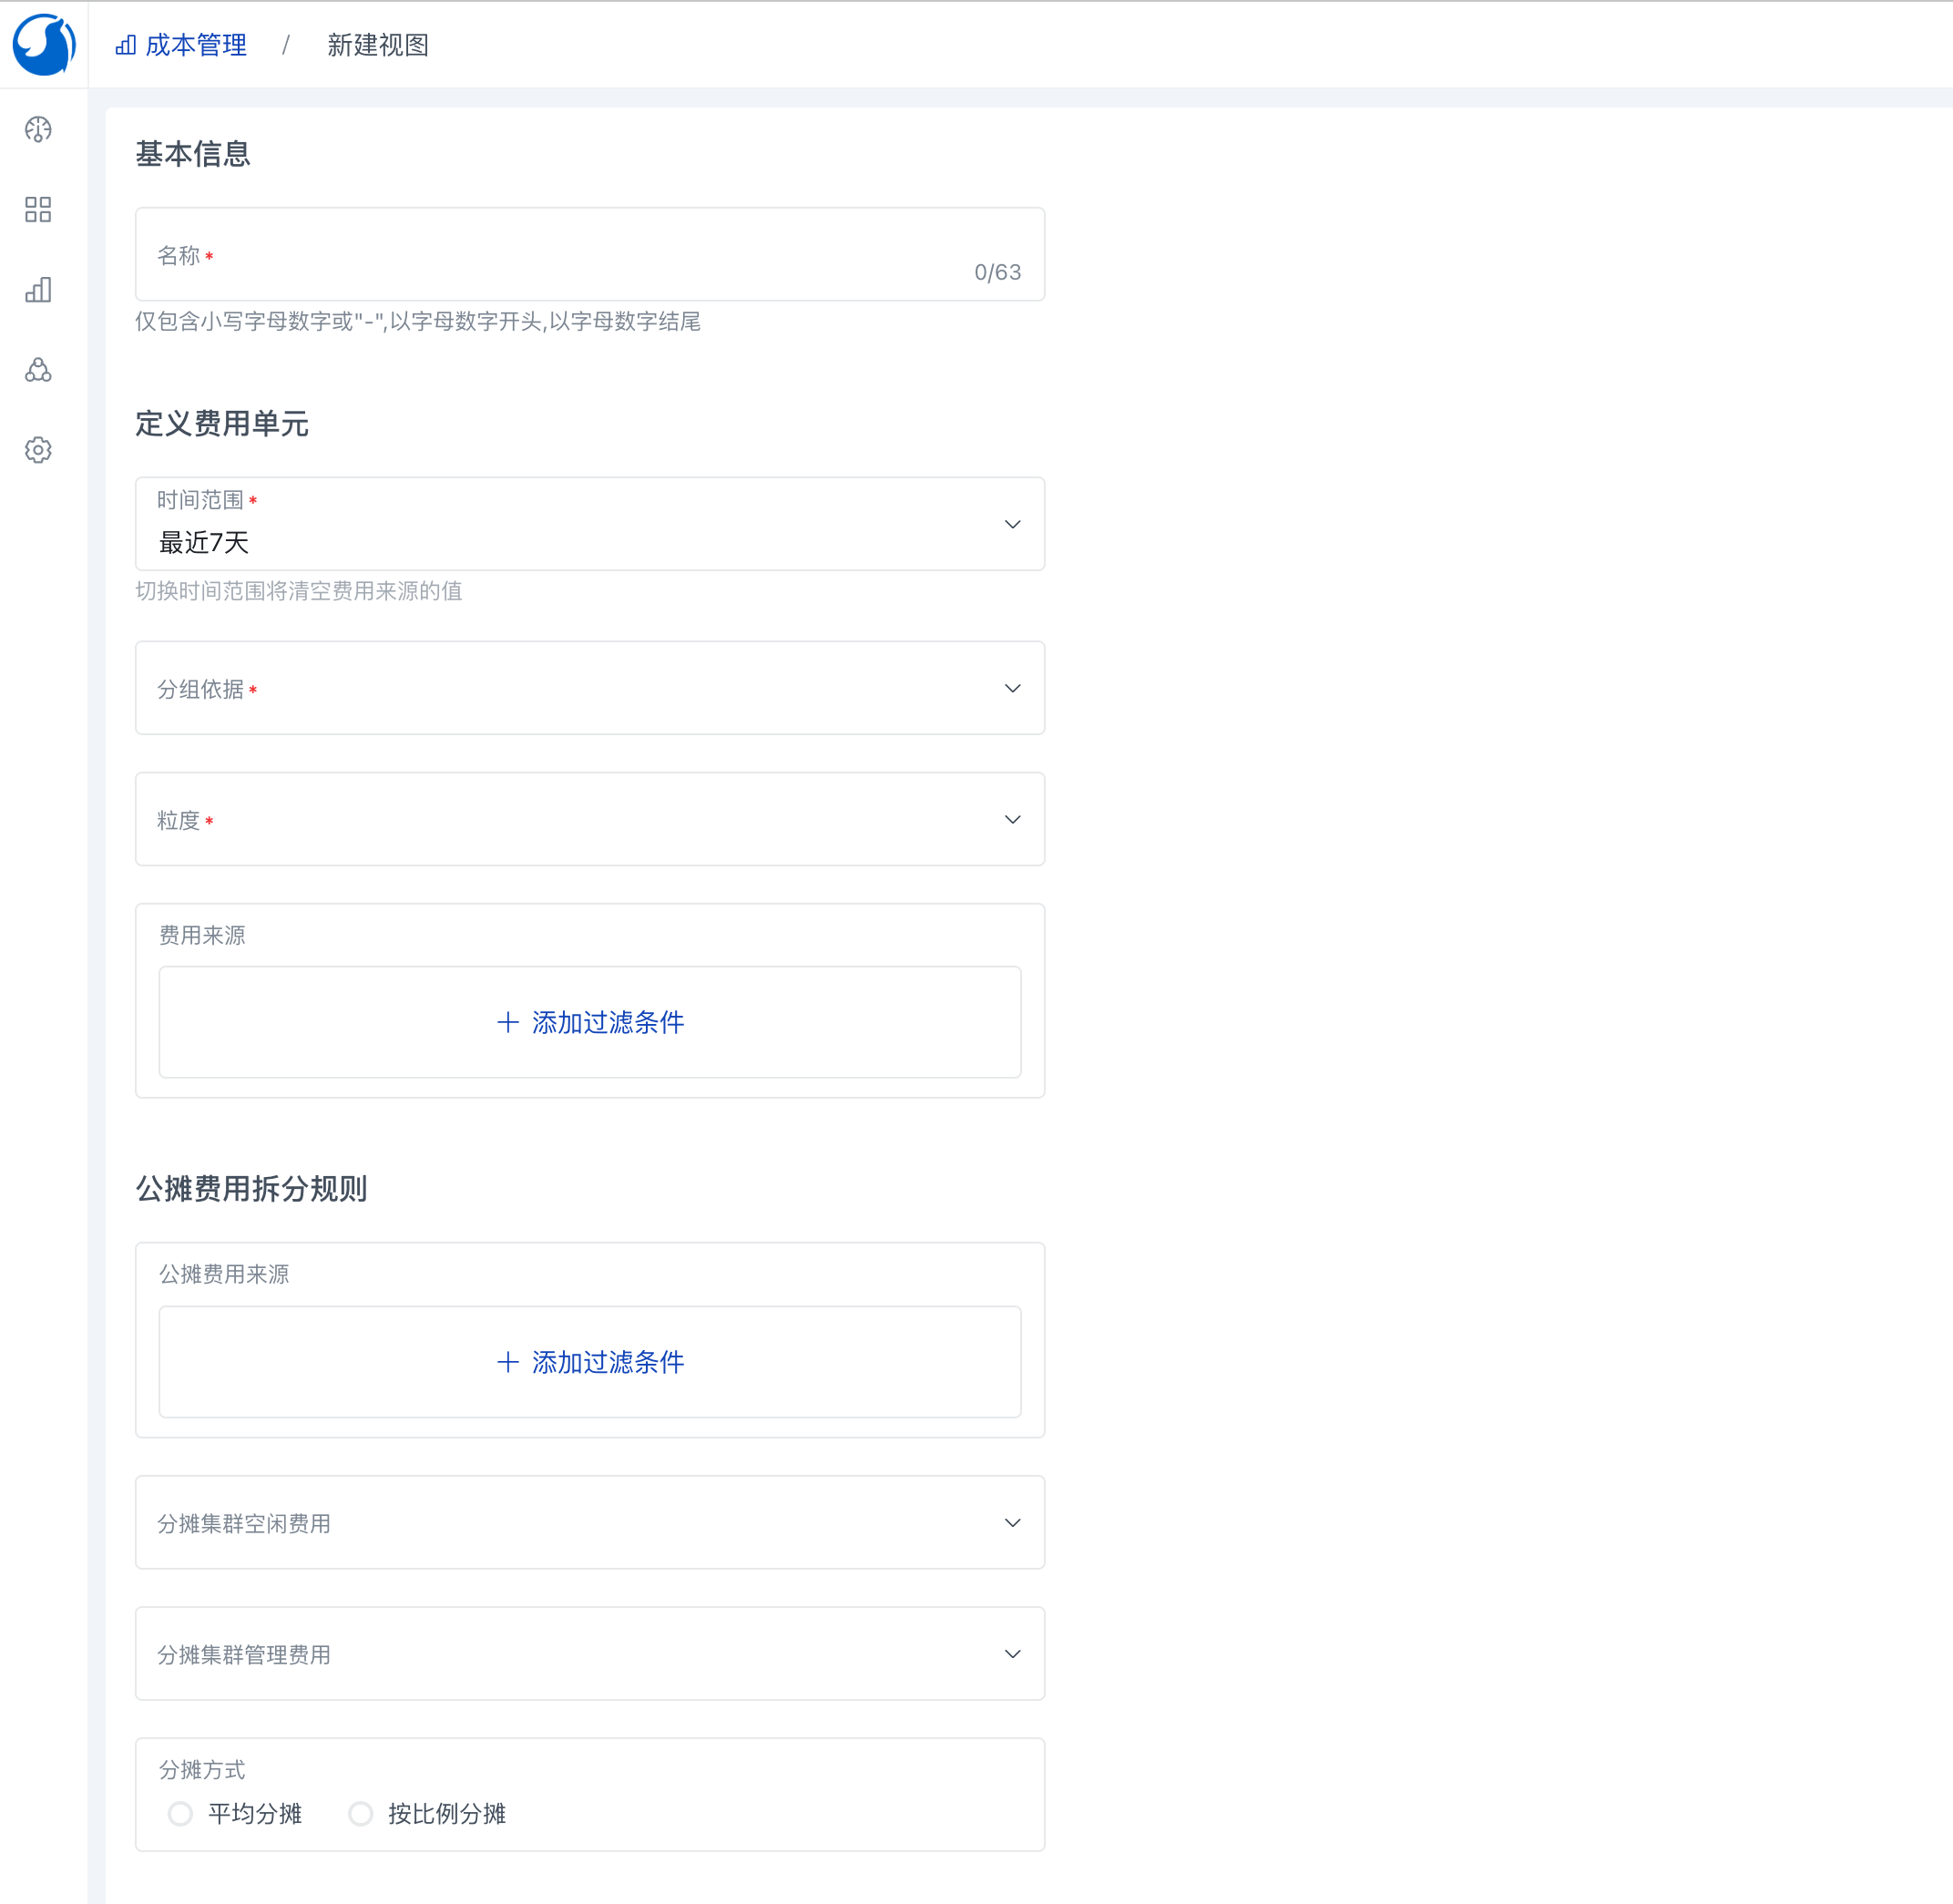 成本管理 / 新建视图
基本信息
名称 *
0/63
仅包含小写字母数字或"-",以字母数字开头,以字母数字结尾
定义费用单元
时间范围 *
最近7天
切换时间范围将清空费用来源的值
分组依据 *
粒度 *
费用来源
+ 添加过滤条件
公摊费用拆分规则
公摊费用来源
+ 添加过滤条件
分摊集群空闲费用
分摊集群管理费用
分摊方式
平均分摊 按比例分摊